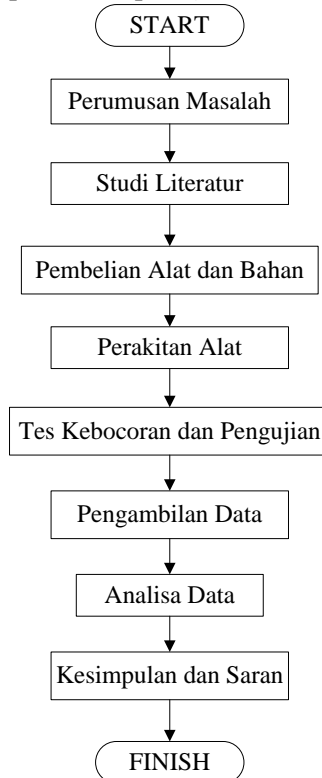 START
Perumusan Masalah
Studi Literatur
Pembelian Alat dan Bahan
Perakitan Alat
Tes Kebocoran dan Pengujian
Pengambilan Data
Analisa Data
Kesimpulan dan Saran
FINISH